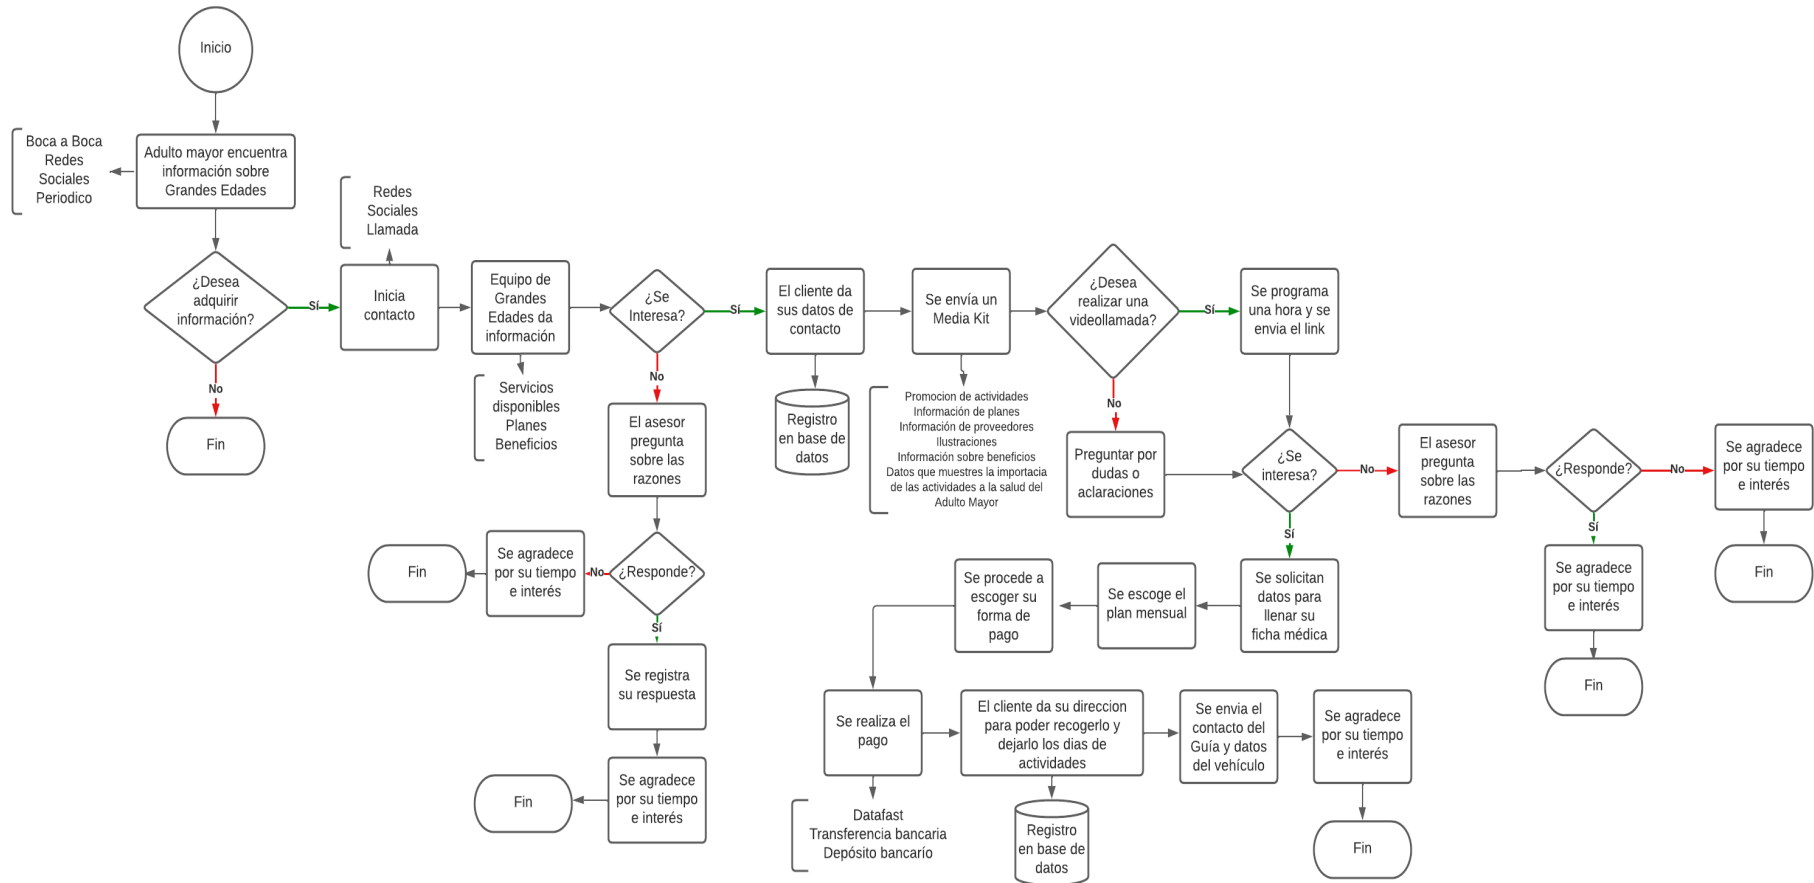 Inicio
Boca a Boca
Redes
Sociales
Periodico
Adulto mayor encuentra
información sobre
Grandes Edades
¿Desea
adquirir
información?
Sí
No
Fin
Redes
Sociales
Llamada
Inicia
contacto
Equipo de
Grandes
Edades da
información
Servicios
disponibles
Planes
Beneficios
¿Se
Interesa?
Sí
No
El asesor
pregunta
sobre las
razones
¿Responde?
No
Se agradece
por su tiempo
e interés
Fin
Sí
Se registra
su respuesta
Se agradece
por su tiempo
e interés
Fin
El cliente da
sus datos de
contacto
Registro
en base de
datos
Se envía un
Media Kit
Promocion de actividades
Información de planes
Información de proveedores
Ilustraciones
Información sobre beneficios
Datos que muestres la importacia
de las actividades a la salud del
Adulto Mayor
¿Desea
realizar una
videollamada?
Sí
No
Se programa
una hora y se
envia el link
Preguntar por
dudas o
aclaraciones
¿Se
interesa?
No
Sí
El asesor
pregunta
sobre las
razones
¿Responde?
No
Se agradece
por su tiempo
e interés
Fin
Sí
Se agradece
por su tiempo
e interés
Fin
Se solicitan
datos para
llenar su
ficha médica
Se escoge el
plan mensual
Se procede a
escoger su
forma de
pago
Se realiza el
pago
Datafast
Transferencia bancaria
Depósito bancarío
El cliente da su direccion
para poder recogerlo y
dejarlo los dias de
actividades
Registro
en base de
datos
Se envia el
contacto del
Guía y datos
del vehículo
Se agradece
por su tiempo
e interés
Fin